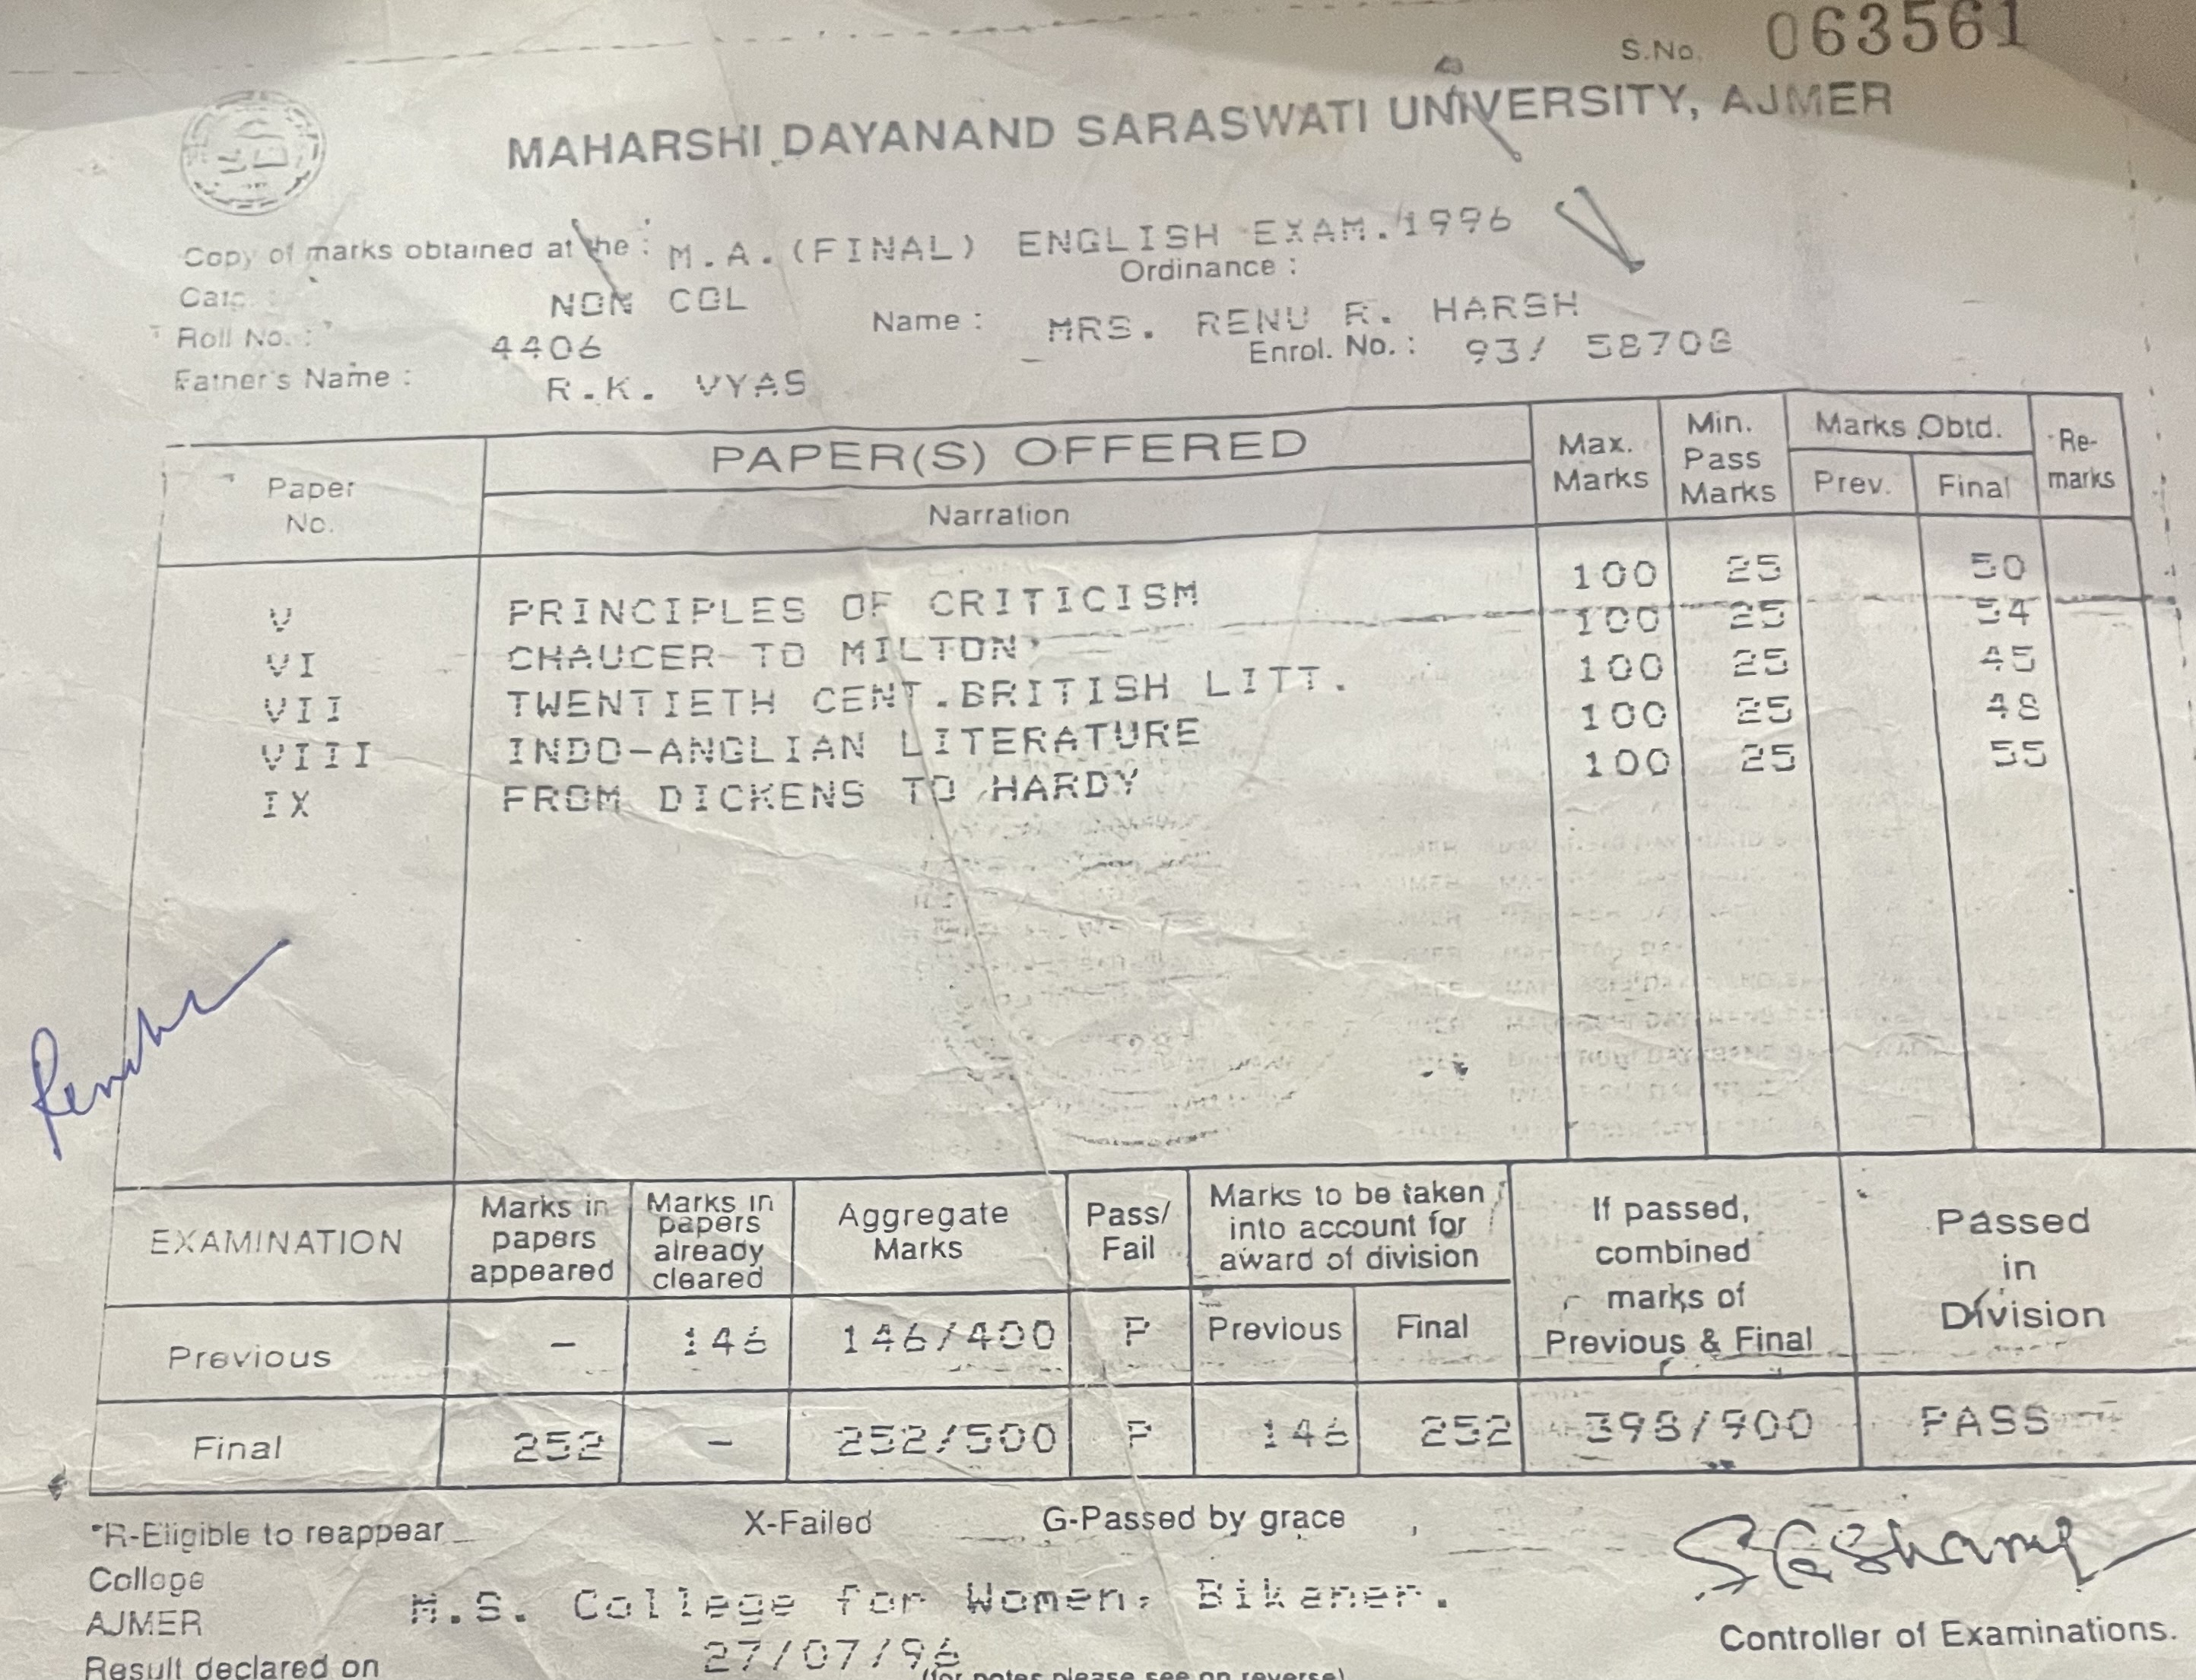 S.No. 063561
MAHARSHI DAYANAND SARASWATI UNIVERSITY, AJMER
Copy of marks obtained at the : M.A.(FINAL) ENGLISH EXAM.1996
Ordinance :
NON COL
Roll No. : 4406 Name : MRS. RENU R. HARSH
Father's Name : R.K. VYAS Enrol. No. : 93/ 58708
Paper No. PAPER(S) OFFERED Max. Marks Min. Pass Marks Marks Obtd. Re-marks
Narration Prev. Final
V PRINCIPLES OF CRITICISM 100 25 50
VI CHAUCER TO MILTON 100 25 54
VII TWENTIETH CENT.BRITISH LITT. 100 25 45
VIII INDO-ANGLIAN LITERATURE 100 25 48
IX FROM DICKENS TO HARDY 100 25 55
EXAMINATION Marks in papers appeared Marks in papers already cleared Aggregate Marks Pass/ Fail Marks to be taken into account for award of division If passed, combined marks of Previous & Final Passed in Division
Previous Final
Previous - 146 146/400 P
Final 252 - 252/500 P 146 252 398/900 PASS
*R-Eligible to reappear X-Failed G-Passed by grace
College M.S. College for Women, Bikaner.
AJMER
Result declared on 27/07/96
(for notes please see on reverse)
Controller of Examinations.